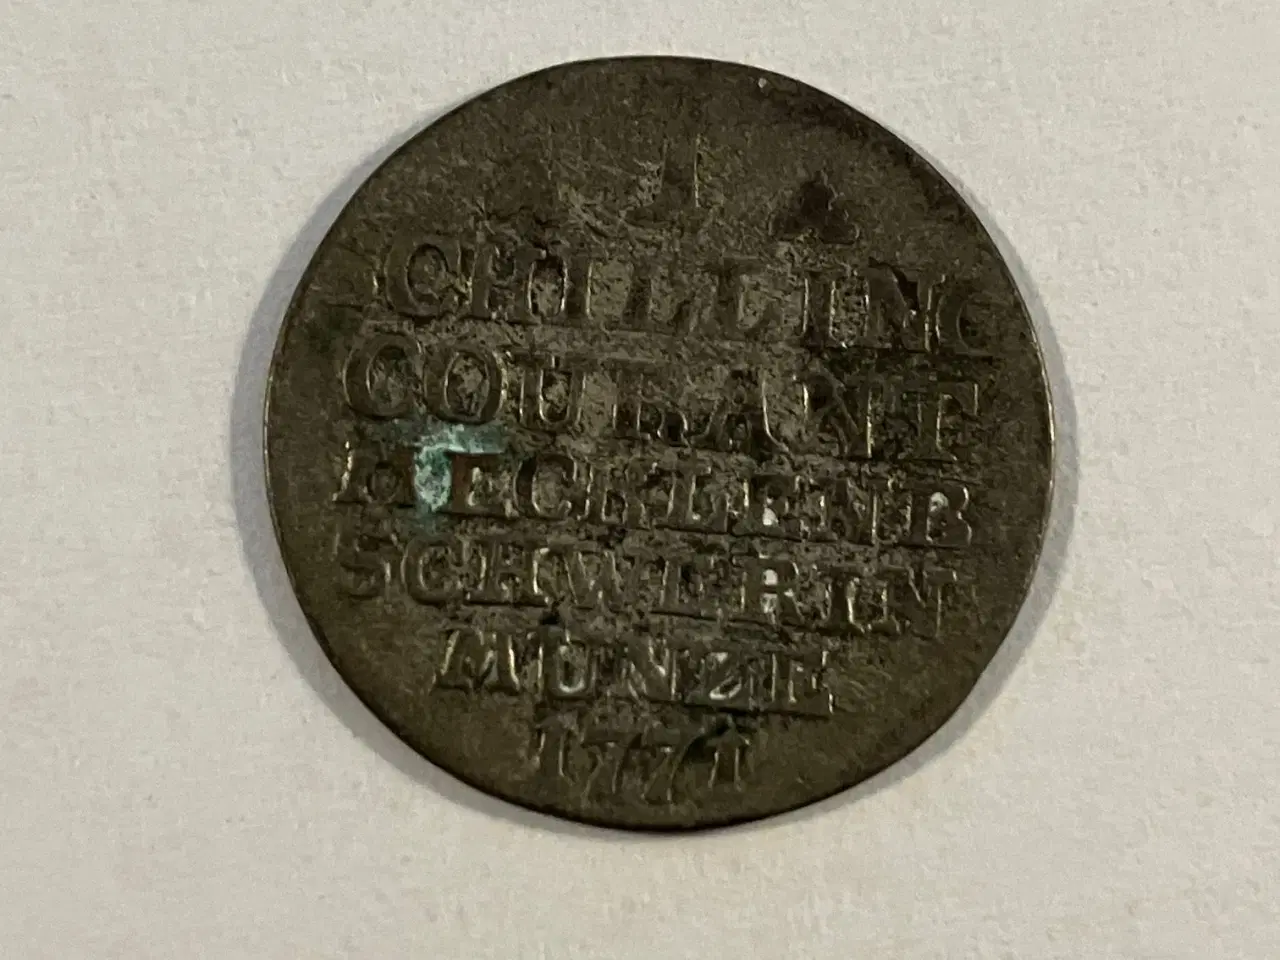 1
SCHILLING
COURANT
MECKLENB
SCHWERIN
MÜNZE
1771